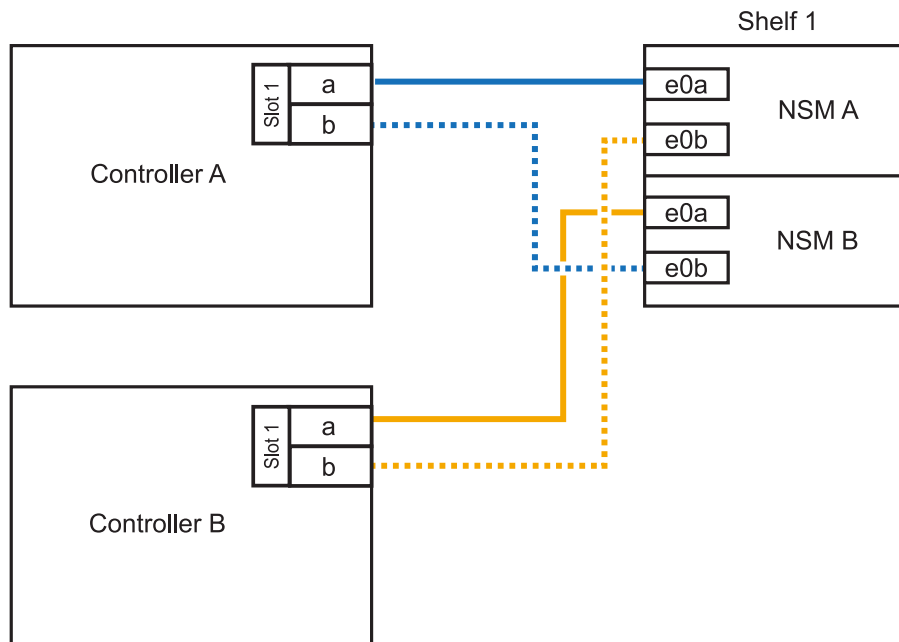 Shelf 1
Slot 1
a
b
Controller A
e0a
e0b
NSM A
e0a
e0b
NSM B
Slot 1
a
b
Controller B